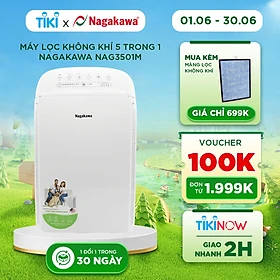 TIKI x Nagakawa®
01.06 - 30.06
MÁY LỌC KHÔNG KHÍ 5 TRONG 1
NAGAKAWA NAG3501M
MUA KÈM
MÀNG LỌC
KHÔNG KHÍ
GIÁ CHỈ 699K
Nagakawa
VOUCHER
100K
ĐƠN
TỪ
1.999K
TIKINOW
GIAO
NHANH
2H
1 ĐỔI 1 TRONG
30 NGÀY